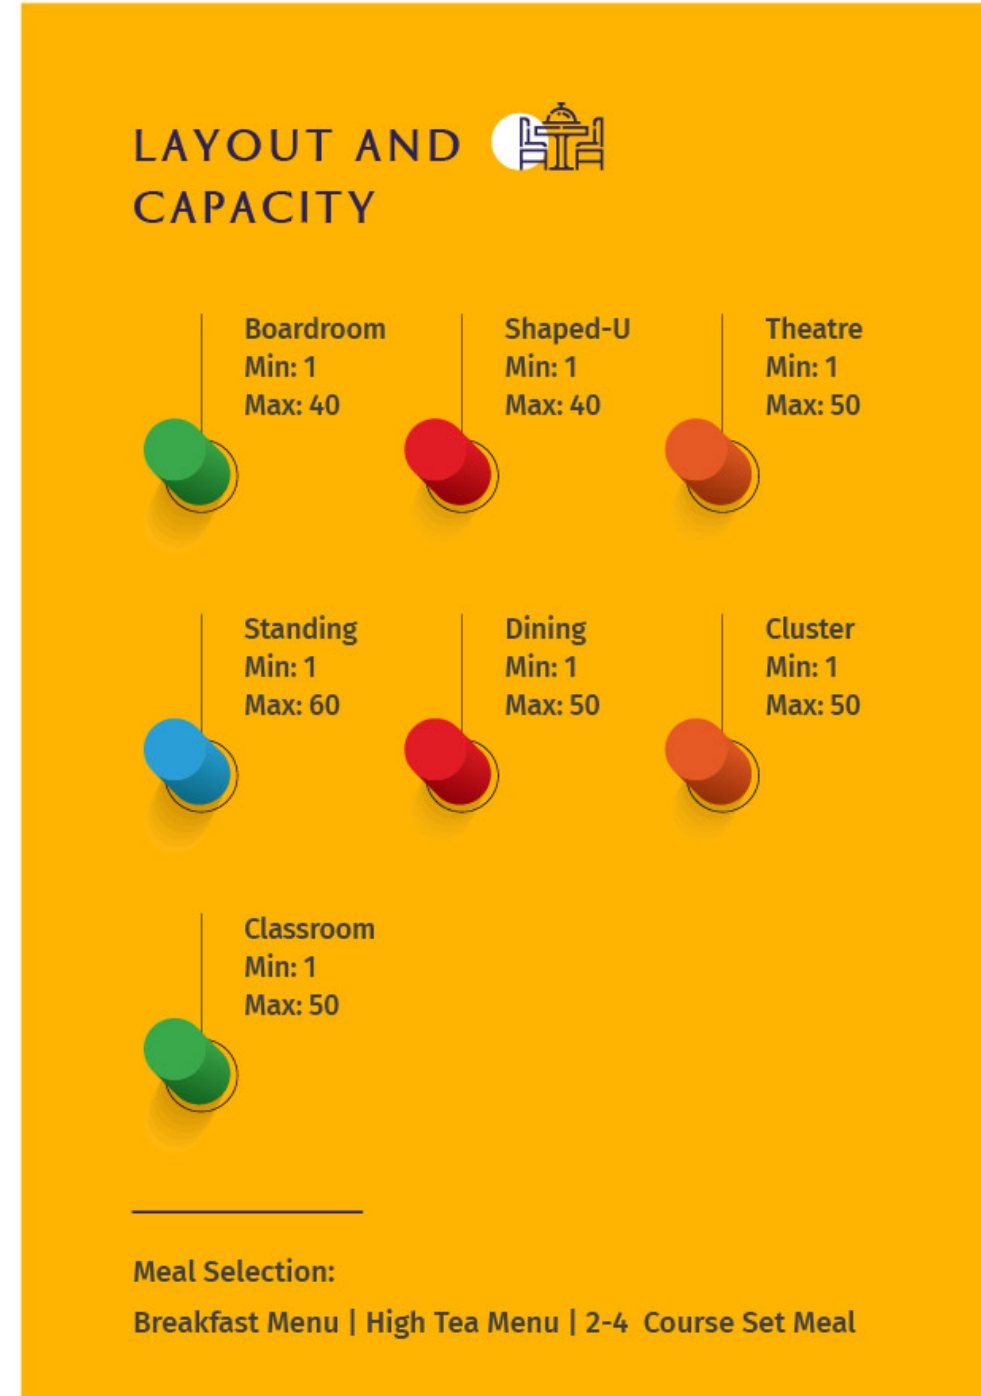 LAYOUT AND
CAPACITY
Boardroom
Min: 1
Max: 40
Shaped-U
Min: 1
Max: 40
Theatre
Min: 1
Max: 50
Standing
Min: 1
Max: 60
Dining
Min: 1
Max: 50
Cluster
Min: 1
Max: 50
Classroom
Min: 1
Max: 50
Meal Selection:
Breakfast Menu | High Tea Menu | 2-4 Course Set Meal